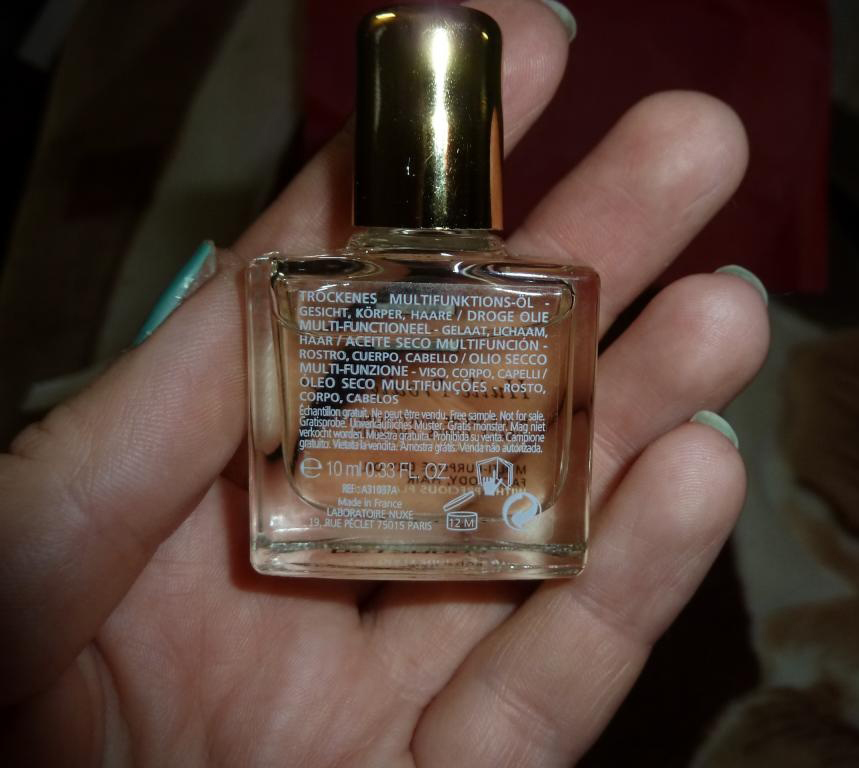 TROCKENES MULTIFUNKTIONS-ÖL -
GESICHT, KÖRPER, HAARE / DROGE OLIE
MULTI-FUNCTIONEEL - GELAAT, LICHAAM,
HAAR / ACEITE SECO MULTIFUNCIÓN -
ROSTRO, CUERPO, CABELLO / OLIO SECCO
MULTI-FUNZIONE - VISO, CORPO, CAPELLI /
ÓLEO SECO MULTIFUNÇÕES - ROSTO,
CORPO, CABELOS
Échantillon gratuit. Ne peut être vendu. Free sample. Not for sale.
Gratisprobe. Unverkäufliches Muster. Gratis monster. Mag niet
verkocht worden. Muestra gratuita. Prohibida su venta. Campione
gratuito. Vietata la vendita. Amostra grátis. Venda não autorizada.
℮ 10 ml 0.33 FL. OZ.
REF.: A31087A
Made in France
LABORATOIRE NUXE
19, RUE PÉCLET 75015 PARIS
12 M